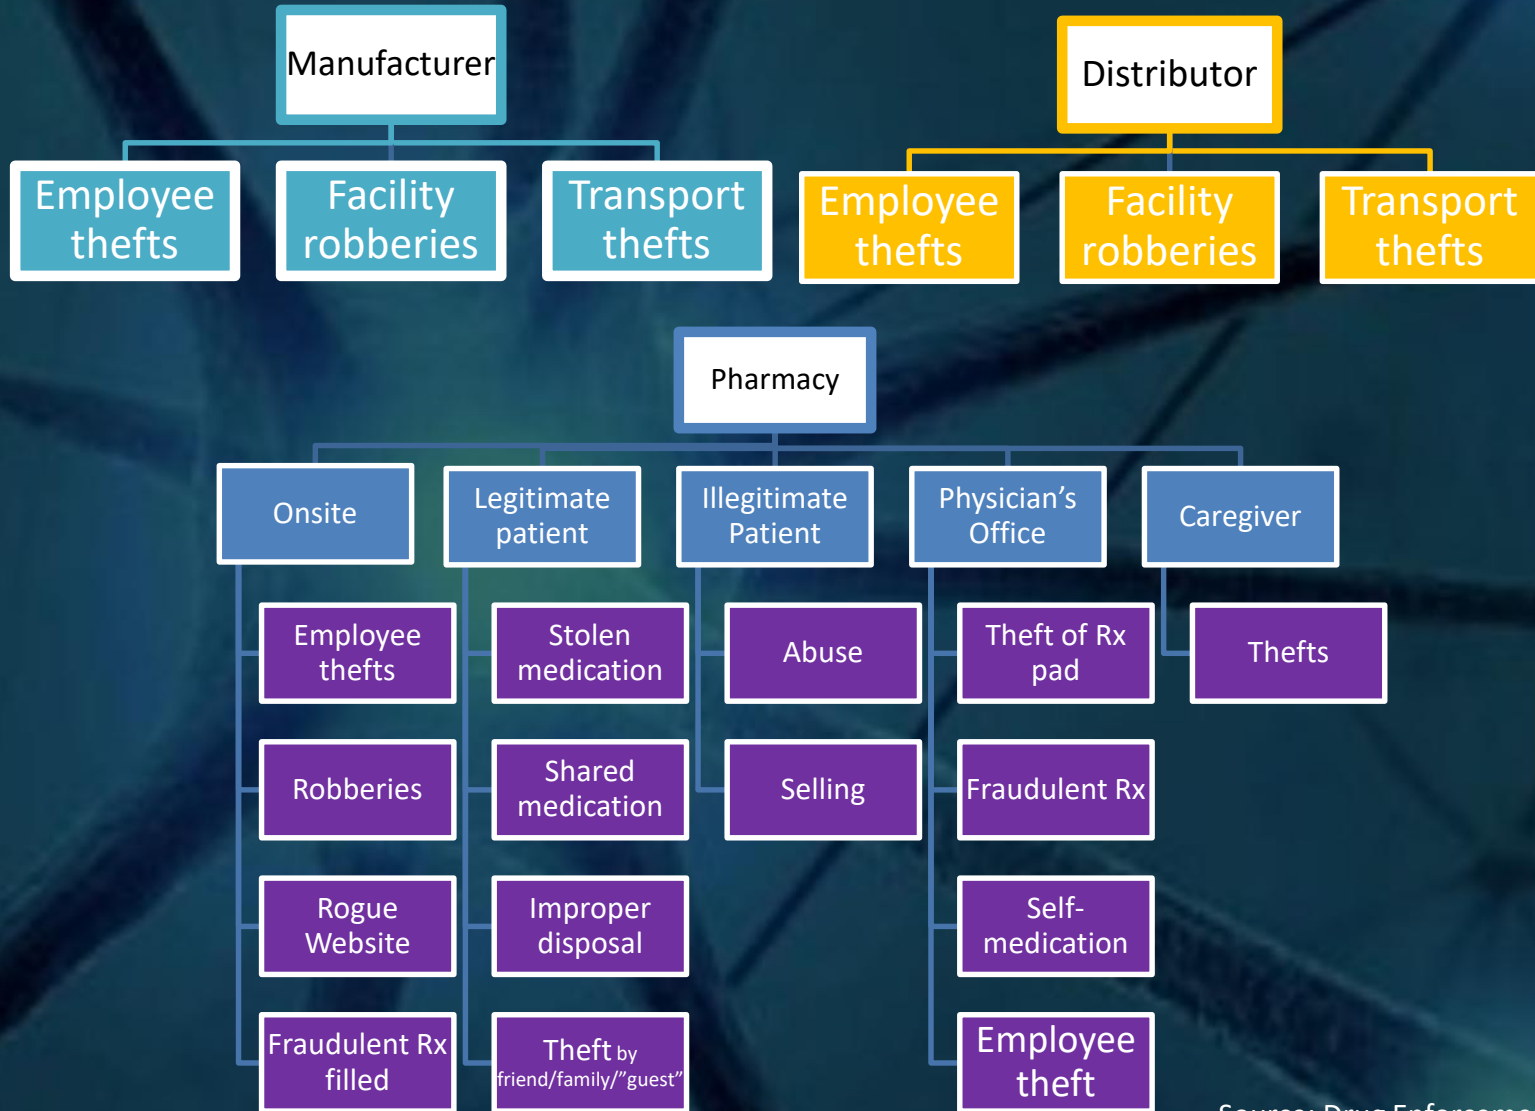 Manufacturer
Distributor
Employee
thefts
Facility
robberies
Transport
thefts
Employee
thefts
Facility
robberies
Transport
thefts
Pharmacy
Onsite
Legitimate
patient
Illegitimate
Patient
Physician’s
Office
Caregiver
Employee
thefts
Stolen
medication
Abuse
Theft of Rx
pad
Thefts
Robberies
Shared
medication
Selling
Fraudulent Rx
Rogue
Website
Improper
disposal
Self-
medication
Fraudulent Rx
filled
Theft by
friend/family/”guest”
Employee
theft
Source: Drug